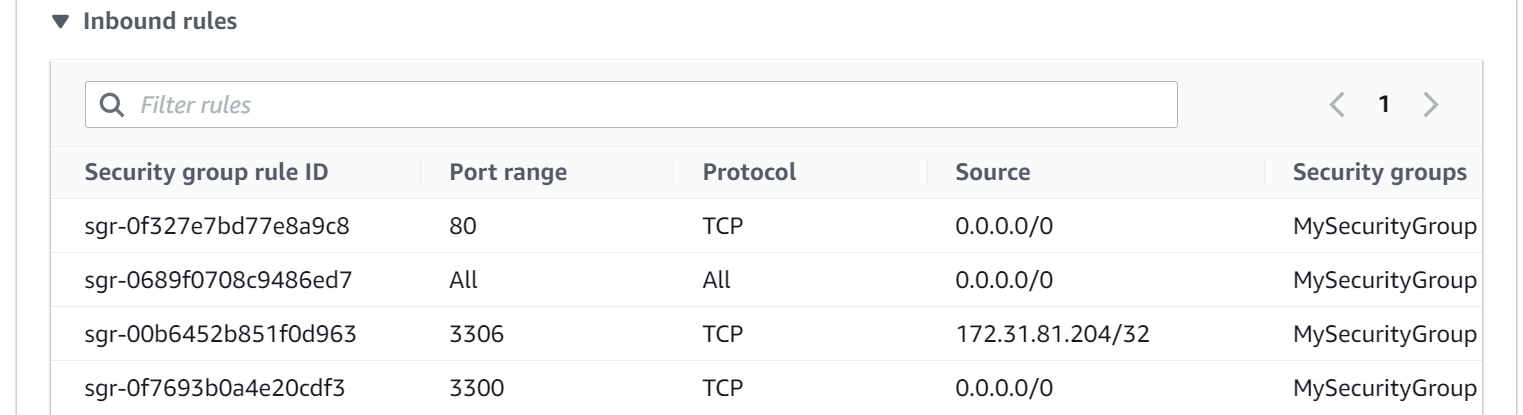 Inbound rules
Filter rules
1
Security group rule ID Port range Protocol Source Security groups
sgr-0f327e7bd77e8a9c8 80 TCP 0.0.0.0/0 MySecurityGroup
sgr-0689f0708c9486ed7 All All 0.0.0.0/0 MySecurityGroup
sgr-00b6452b851f0d963 3306 TCP 172.31.81.204/32 MySecurityGroup
sgr-0f7693b0a4e20cdf3 3300 TCP 0.0.0.0/0 MySecurityGroup